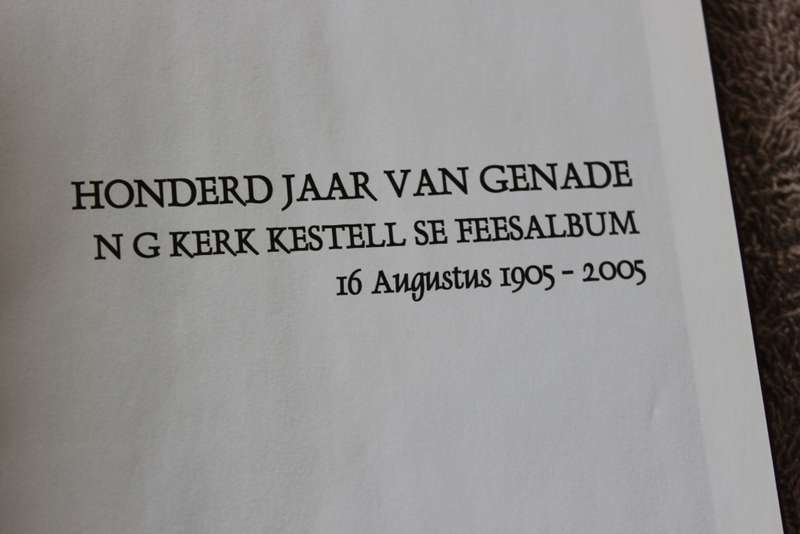 HONDERD JAAR VAN GENADE
N G KERK KESTELL SE FEESALBUM
16 Augustus 1905 - 2005